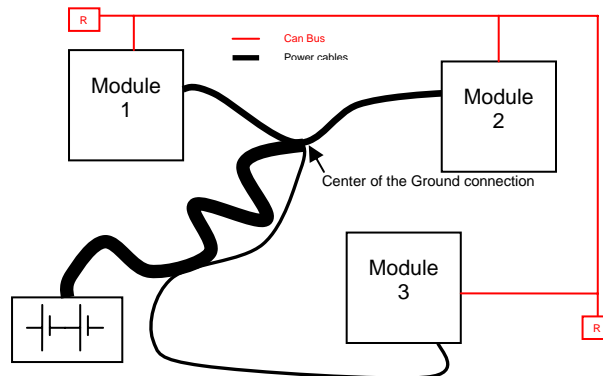 R
Can Bus
Power cables
Module
1
Module
2
Center of the Ground connection
Module
3
R